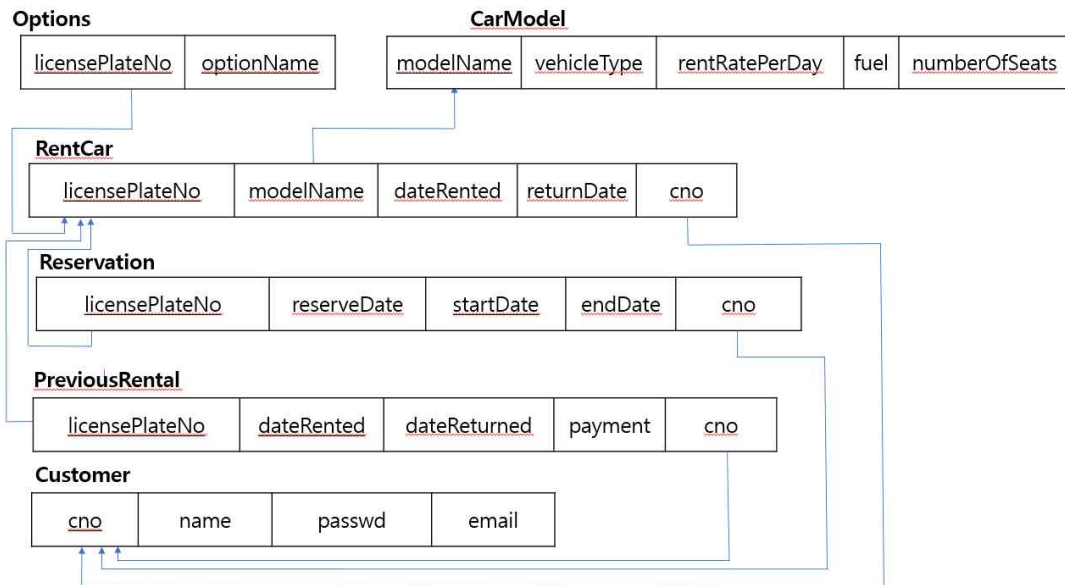 Options
licensePlateNo optionName
CarModel
modelName vehicleType rentRatePerDay fuel numberOfSeats
RentCar
licensePlateNo modelName dateRented returnDate cno
Reservation
licensePlateNo reserveDate startDate endDate cno
PreviousRental
licensePlateNo dateRented dateReturned payment cno
Customer
cno name passwd email